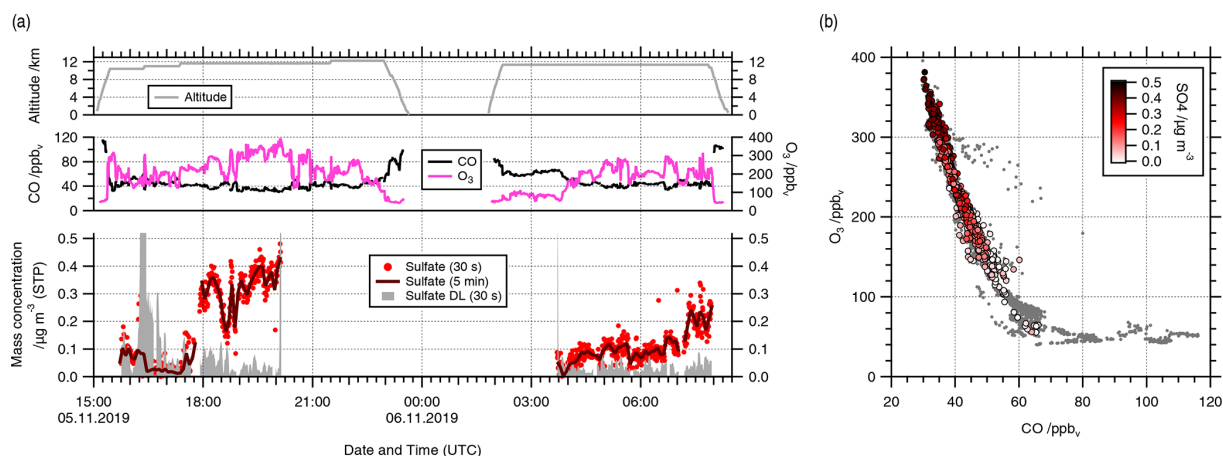 (a)
Altitude /km
12
8
4
0
Altitude
CO /ppbv
120
80
40
0
CO
O3
400
300
200
100
0
O3 /ppbv
Mass concentration
/µg m-3 (STP)
0.5
0.4
0.3
0.2
0.1
0.0
Sulfate (30 s)
Sulfate (5 min)
Sulfate DL (30 s)
0.5
0.4
0.3
0.2
0.1
0.0
15:00
05.11.2019
18:00
21:00
00:00
06.11.2019
03:00
06:00
Date and Time (UTC)
(b)
O3 /ppbv
400
300
200
100
0
0.5
0.4
0.3
0.2
0.1
0.0
SO4 /µg m-3
20
40
60
80
100
120
CO /ppbv